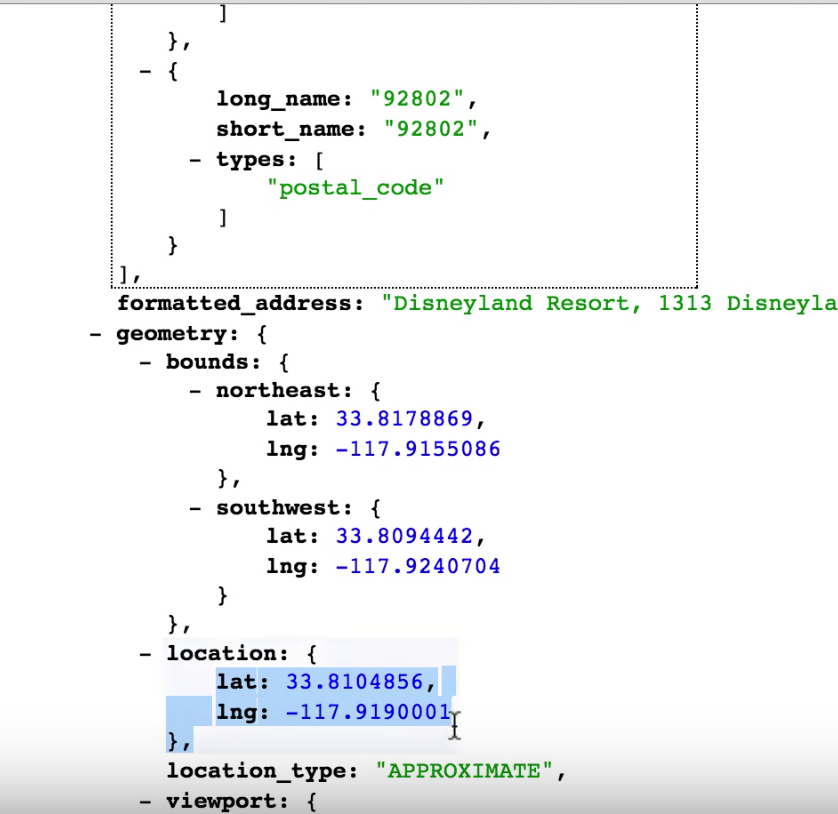 ]
},
- {
long_name: "92802",
short_name: "92802",
- types: [
"postal_code"
]
}
],
formatted_address: "Disneyland Resort, 1313 Disneyla
- geometry: {
- bounds: {
- northeast: {
lat: 33.8178869,
lng: -117.9155086
},
- southwest: {
lat: 33.8094442,
lng: -117.9240704
}
},
- location: {
lat: 33.8104856,
lng: -117.9190001
},
location_type: "APPROXIMATE",
- viewport: {